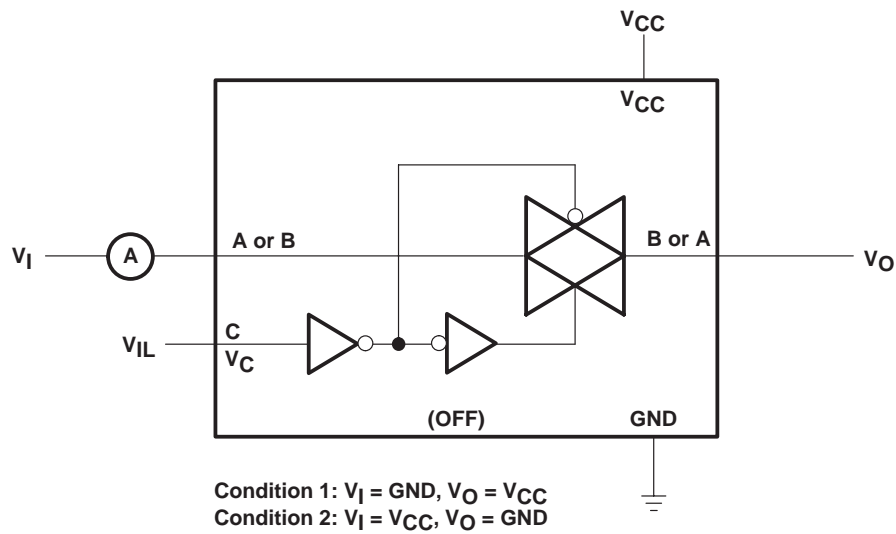 VCC
VCC
VI
A
A or B
B or A
VO
VIL
C
VC
(OFF)
GND
Condition 1: VI = GND, VO = VCC
Condition 2: VI = VCC, VO = GND